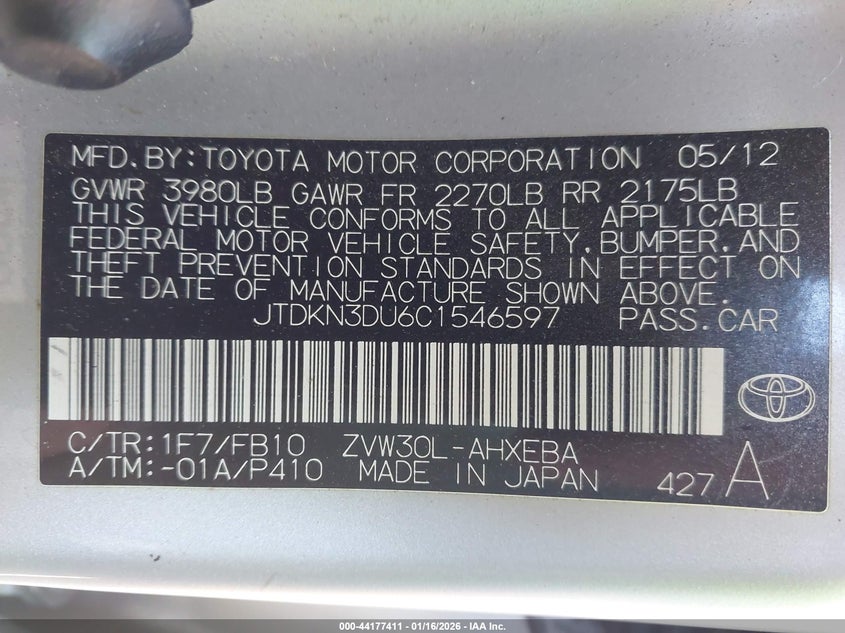 MFD.BY:TOYOTA MOTOR CORPORATION 05/12
GVWR 3980LB GAWR FR 2270LB RR 2175LB
THIS VEHICLE CONFORMS TO ALL APPLICABLE
FEDERAL MOTOR VEHICLE SAFETY,BUMPER,AND
THEFT PREVENTION STANDARDS IN EFFECT ON
THE DATE OF MANUFACTURE SHOWN ABOVE.
JTDKN3DU6C1546597 PASS.CAR
C/TR:1F7/FB10 ZVW30L-AHXEBA
A/TM:-01A/P410 MADE IN JAPAN 427 A
000-44177411 - 01/16/2026 - IAA Inc.